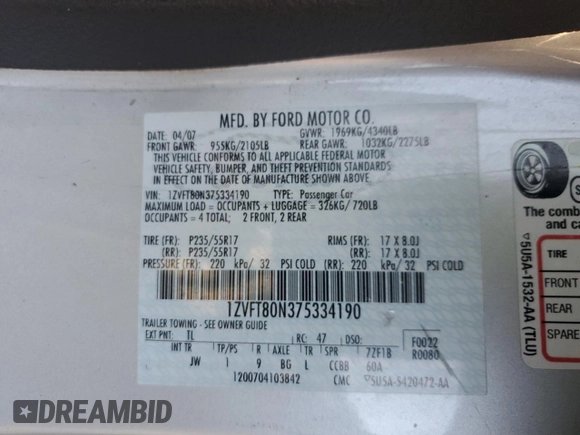 MFD. BY FORD MOTOR CO.
DATE: 04/07 GVWR: 1969KG/4340LB
FRONT GAWR: 955KG/2105LB REAR GAWR: 1032KG/2275LB
THIS VEHICLE CONFORMS TO ALL APPLICABLE FEDERAL MOTOR
VEHICLE SAFETY, BUMPER, AND THEFT PREVENTION STANDARDS
IN EFFECT ON THE DATE OF MANUFACTURE SHOWN ABOVE.
VIN: 1ZVFT80N375334190 TYPE: Passenger Car
MAXIMUM LOAD = OCCUPANTS + LUGGAGE = 326KG/ 720LB
OCCUPANTS = 4 TOTAL; 2 FRONT, 2 REAR
TIRE (FR): P235/55R17 RIMS (FR): 17 X 8.0J
(RR): P235/55R17 (RR): 17 X 8.0J
PRESSURE (FR): 220 kPa/ 32 PSI COLD (RR): 220 kPa/ 32 PSI COLD
1ZVFT80N375334190
TRAILER TOWING - SEE OWNER GUIDE
EXT PNT: TL RC: 47 DSO: F0022
INT TR TP/PS R AXLE TR SPR 7ZF1B R0080
JW 1 9 BG L CCBB 60A
1200704103842 CMC 5U5A-5420472-AA
The comb
and ca
TIRE
FRONT
REAR
SPARE
5U5A-1532-AA (TLU)
DREAMBID